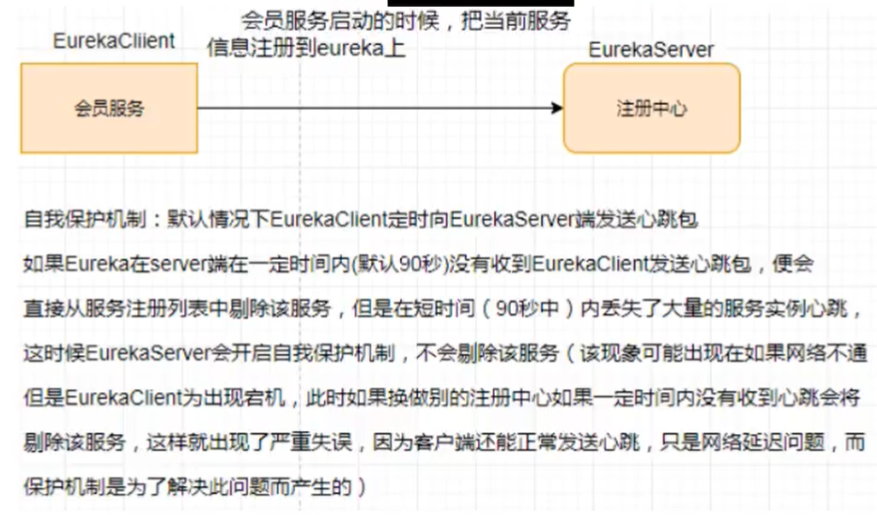 会员服务启动的时候，把当前服务
信息注册到eureka上
EurekaCliient
EurekaServer
会员服务
注册中心
自我保护机制：默认情况下EurekaClient定时向EurekaServer端发送心跳包
如果Eureka在server端在一定时间内(默认90秒)没有收到EurekaClient发送心跳包，便会
直接从服务注册列表中剔除该服务，但是在短时间（90秒中）内丢失了大量的服务实例心跳，
这时候EurekaServer会开启自我保护机制，不会剔除该服务（该现象可能出现在如果网络不通
但是EurekaClient为出现宕机，此时如果换做别的注册中心如果一定时间内没有收到心跳会将
剔除该服务，这样就出现了严重失误，因为客户端还能正常发送心跳，只是网络延迟问题，而
保护机制是为了解决此问题而产生的）